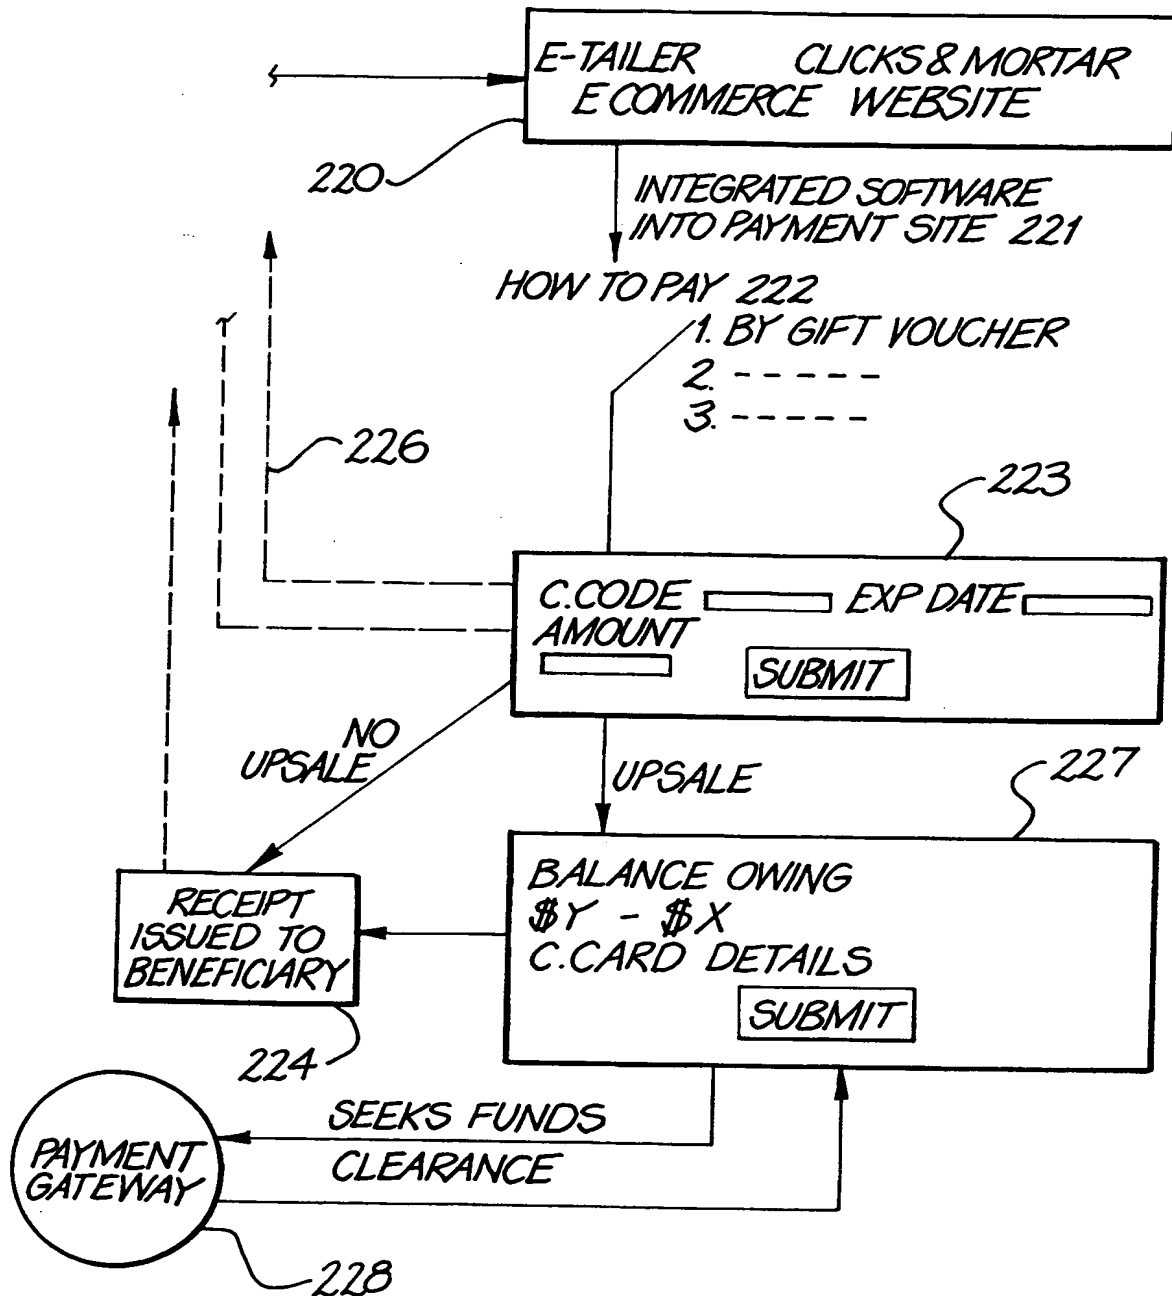 E-TAILER CLICKS & MORTAR
E COMMERCE WEBSITE
220
INTEGRATED SOFTWARE
INTO PAYMENT SITE 221
HOW TO PAY 222
1. BY GIFT VOUCHER
2. -----
3. -----
226
223
C.CODE EXP DATE
AMOUNT
SUBMIT
NO
UPSALE
UPSALE
227
BALANCE OWING
$Y - $X
C.CARD DETAILS
SUBMIT
RECEIPT
ISSUED TO
BENEFICIARY
224
SEEKS FUNDS
CLEARANCE
PAYMENT
GATEWAY
228